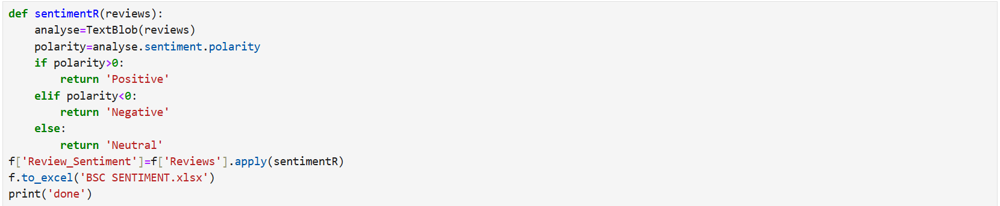 def sentimentR(reviews):
    analyse=TextBlob(reviews)
    polarity=analyse.sentiment.polarity
    if polarity>0:
        return 'Positive'
    elif polarity<0:
        return 'Negative'
    else:
        return 'Neutral'
f['Review_Sentiment']=f['Reviews'].apply(sentimentR)
f.to_excel('BSC SENTIMENT.xlsx')
print('done')